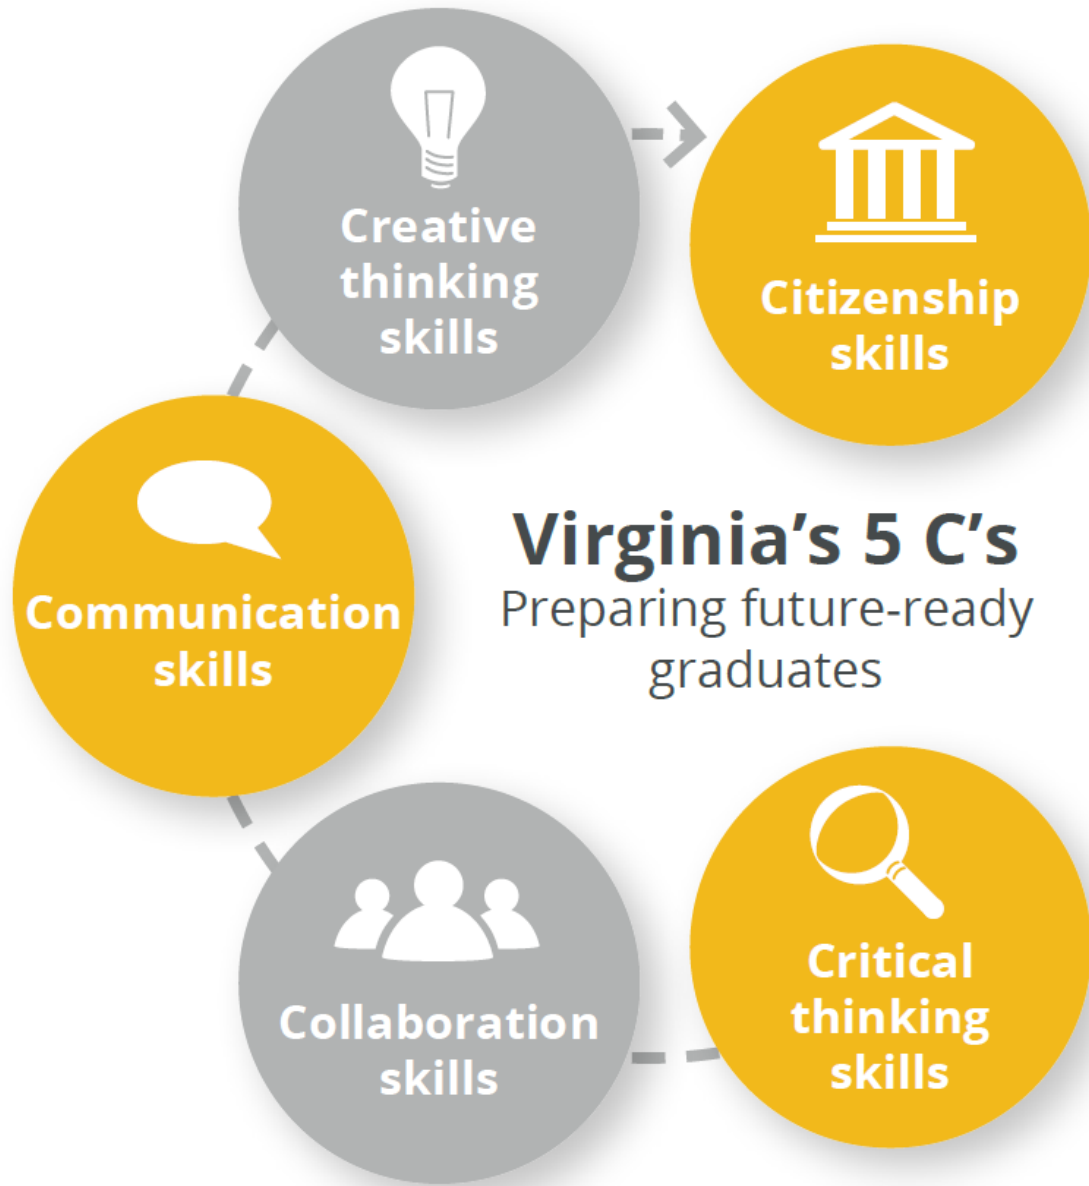 Creative
thinking
skills
Citizenship
skills
Communication
skills
Virginia’s 5 C’s
Preparing future-ready
graduates
Collaboration
skills
Critical
thinking
skills